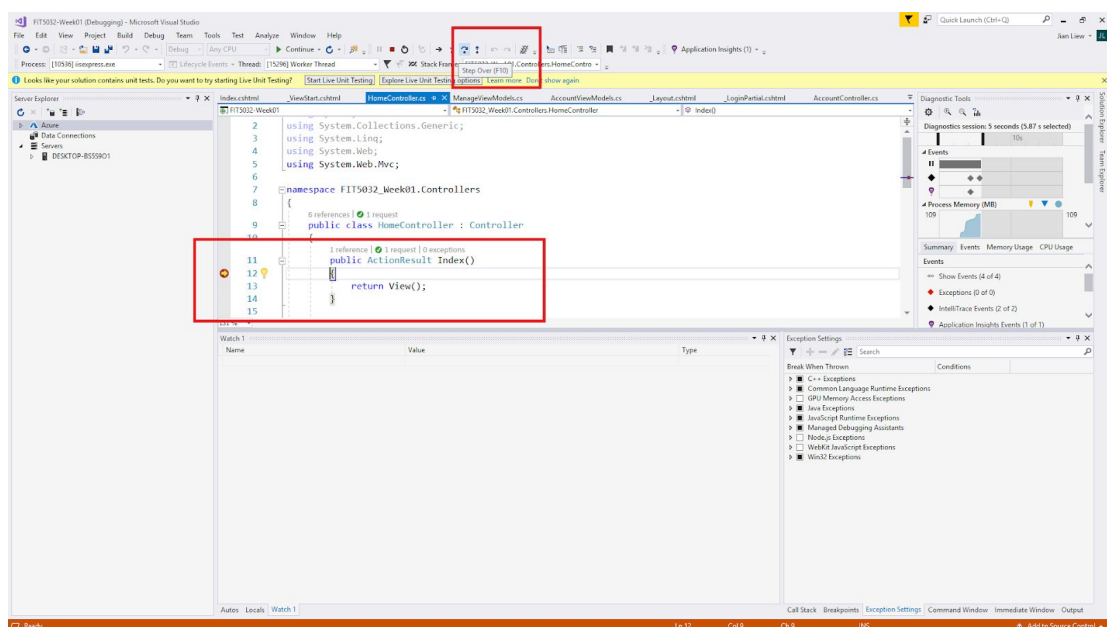 FIT5032-Week01 (Debugging) - Microsoft Visual Studio
Quick Launch (Ctrl+Q)
File Edit View Project Build Debug Team Tools Test Analyze Window Help
Jian Liew
JL
Debug Any CPU Continue Application Insights (1)
Process: [10536] iisexpress.exe Lifecycle Events Thread: [15296] Worker Thread Stack Frame:
Step Over (F10)
Looks like your solution contains unit tests. Do you want to try starting Live Unit Testing? Start Live Unit Testing Explore Live Unit Testing options Learn more Don't show again
Server Explorer
Index.cshtml _ViewStart.cshtml HomeController.cs ManageViewModels.cs AccountViewModels.cs _Layout.cshtml _LoginPartial.cshtml AccountController.cs
Diagnostic Tools
Solution Explorer
Team Explorer
FIT5032-Week01 FIT5032_Week01.Controllers.HomeController Index()
Azure
Data Connections
Servers
DESKTOP-BS559O1
2 using System.Collections.Generic;
3 using System.Linq;
4 using System.Web;
5 using System.Web.Mvc;
6
7 namespace FIT5032_Week01.Controllers
8 {
6 references | 1 request
9 public class HomeController : Controller
10 {
1 reference | 1 request | 0 exceptions
11 public ActionResult Index()
12 {
13 return View();
14 }
15
Diagnostics session: 5 seconds (5.87 s selected)
10s
Events
Process Memory (MB)
109 109
Summary Events Memory Usage CPU Usage
Events
Show Events (4 of 4)
Exceptions (0 of 0)
IntelliTrace Events (2 of 2)
Application Insights Events (1 of 1)
Watch 1
Name Value Type
Exception Settings
Search
Break When Thrown Conditions
C++ Exceptions
Common Language Runtime Exceptions
GPU Memory Access Exceptions
Java Exceptions
JavaScript Runtime Exceptions
Managed Debugging Assistants
Node.js Exceptions
WebKit JavaScript Exceptions
Win32 Exceptions
Autos Locals Watch 1
Call Stack Breakpoints Exception Settings Command Window Immediate Window Output
Ready Ln 12 Col 9 Ch 9 INS Add to Source Control